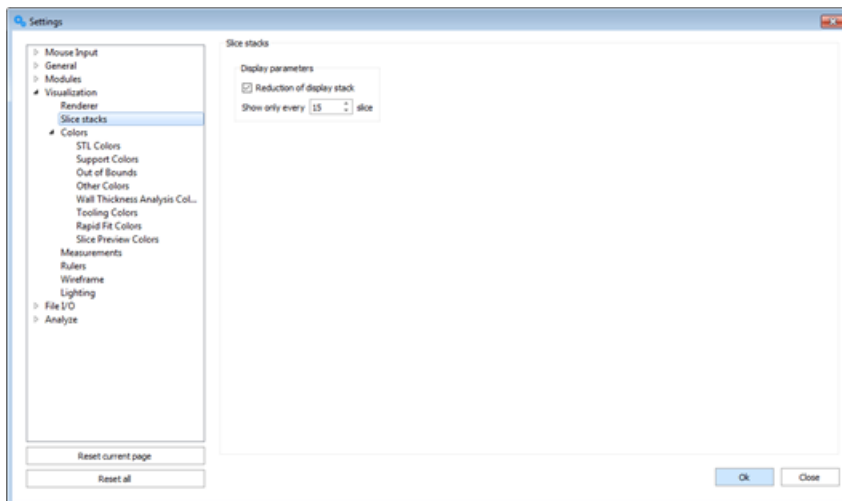 Settings
Mouse Input
General
Modules
Visualization
Renderer
Slice stacks
Colors
STL Colors
Support Colors
Out of Bounds
Other Colors
Wall Thickness Analysis Col...
Tooling Colors
Rapid Fit Colors
Slice Preview Colors
Measurements
Rulers
Wireframe
Lighting
File I/O
Analyze
Reset current page
Reset all
Slice stacks
Display parameters
Reduction of display stack
Show only every 15 slice
Ok Close